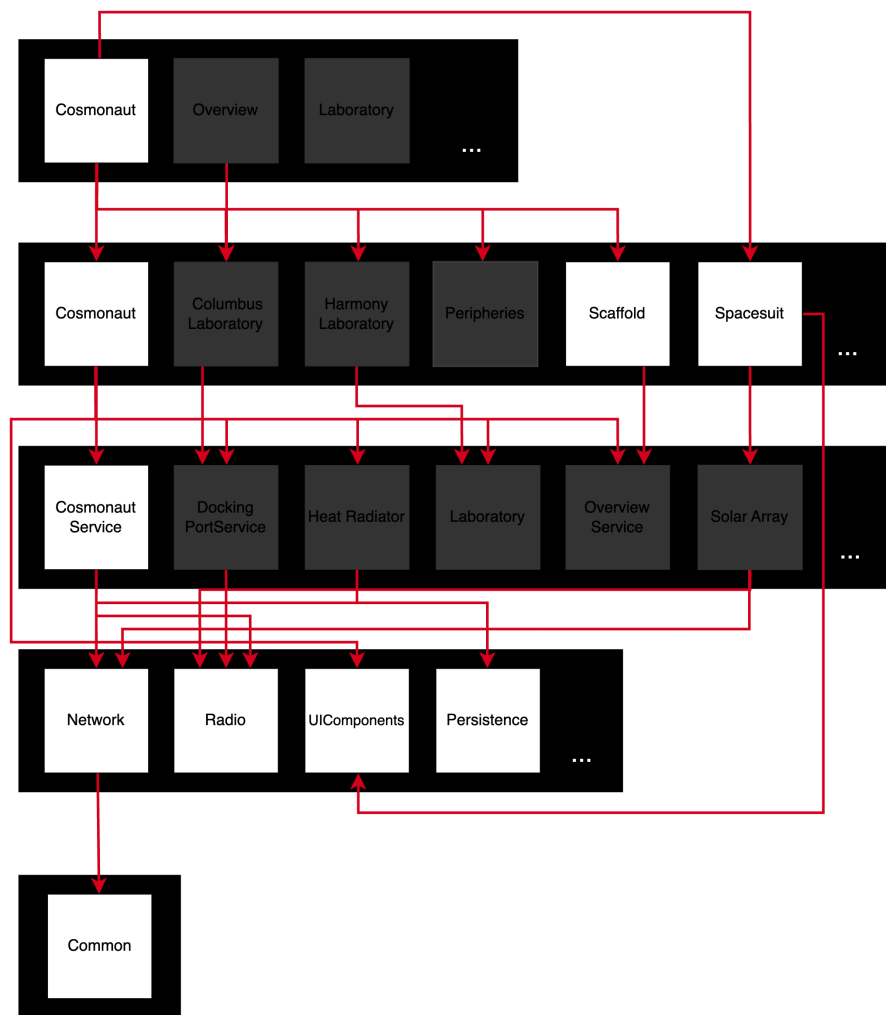 Cosmonaut
Overview
Laboratory
...
Cosmonaut
Columbus
Laboratory
Harmony
Laboratory
Peripheries
Scaffold
Spacesuit
...
Cosmonaut
Service
Docking
PortService
Heat Radiator
Laboratory
Overview
Service
Solar Array
...
Network
Radio
UIComponents
Persistence
...
Common